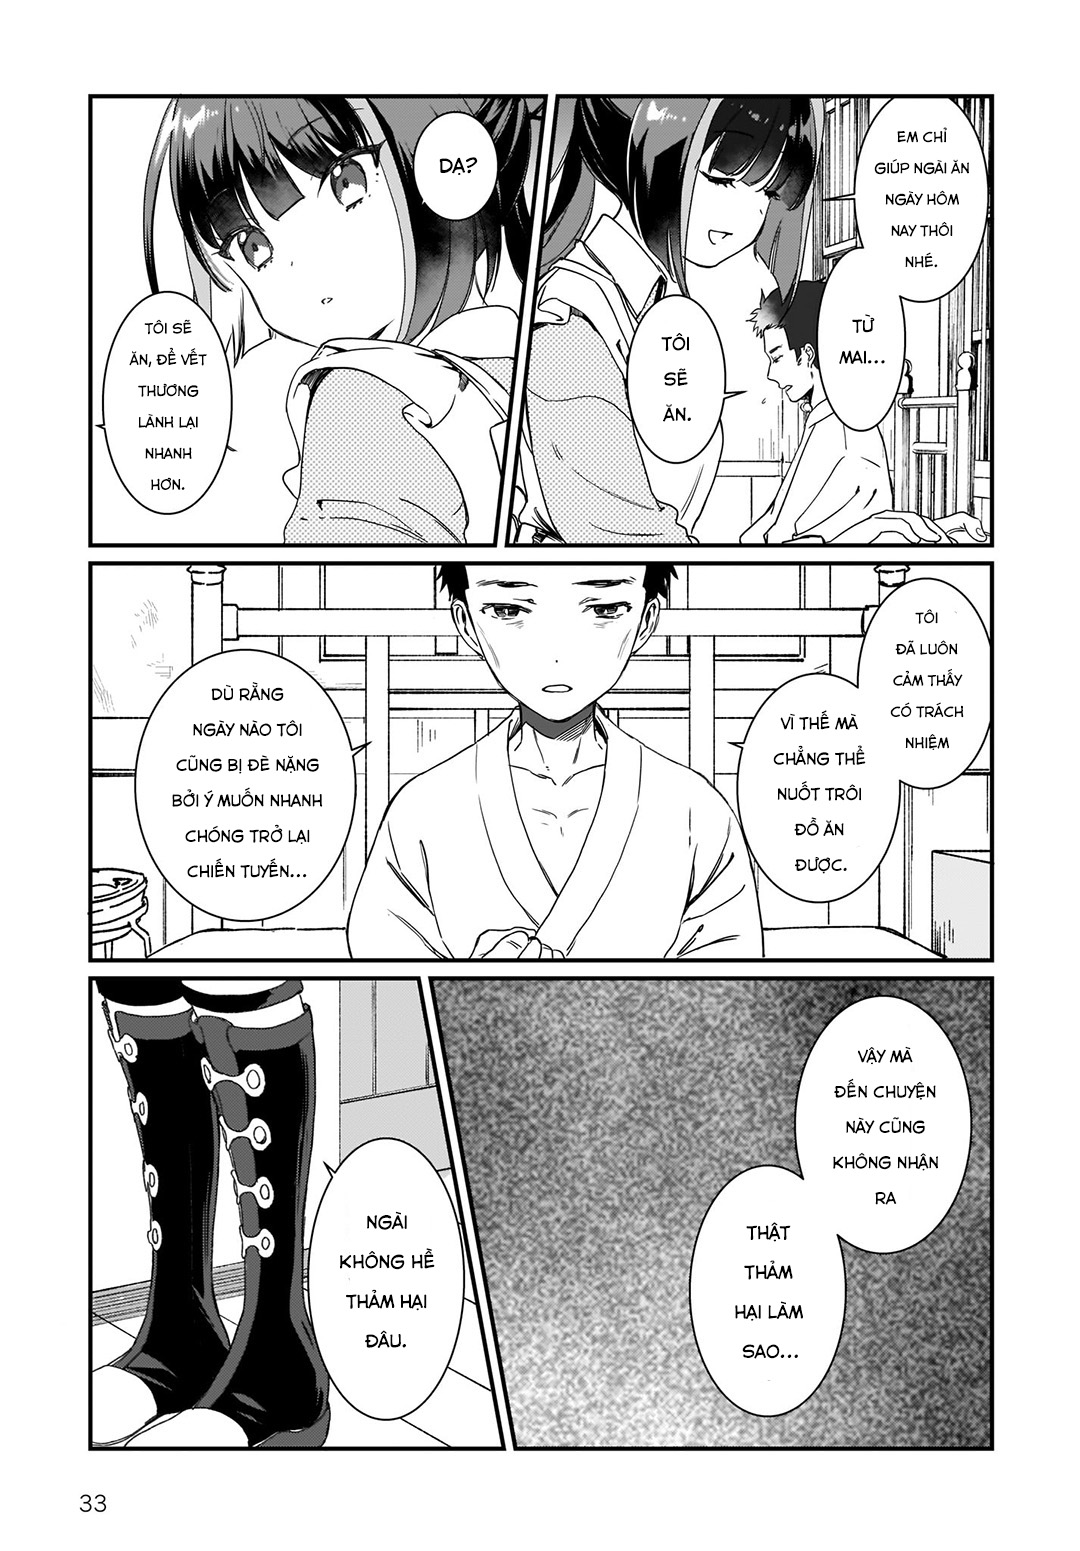 EM CHỈ
GIÚP NGÀI ĂN
NGÀY HÔM
NAY THÔI
NHÉ.
TỪ
MAI...
TÔI
SẼ
ĂN.
DẠ?
TÔI SẼ
ĂN, ĐỂ VẾT
THƯƠNG
LÀNH LẠI
NHANH
HƠN.
TÔI
ĐÃ LUÔN
CẢM THẤY
CÓ TRÁCH
NHIỆM
VÌ THẾ MÀ
CHẲNG THỂ
NUỐT TRÔI
ĐỒ ĂN
ĐƯỢC.
DÙ RẰNG
NGÀY NÀO TÔI
CŨNG BỊ ĐÈ NẶNG
BỞI Ý MUỐN NHANH
CHÓNG TRỞ LẠI
CHIẾN TUYẾN...
VẬY MÀ
ĐẾN CHUYỆN
NÀY CŨNG
KHÔNG NHẬN
RA
THẬT
THẢM
HẠI LÀM
SAO...
NGÀI
KHÔNG HỀ
THẢM HẠI
ĐÂU.
33